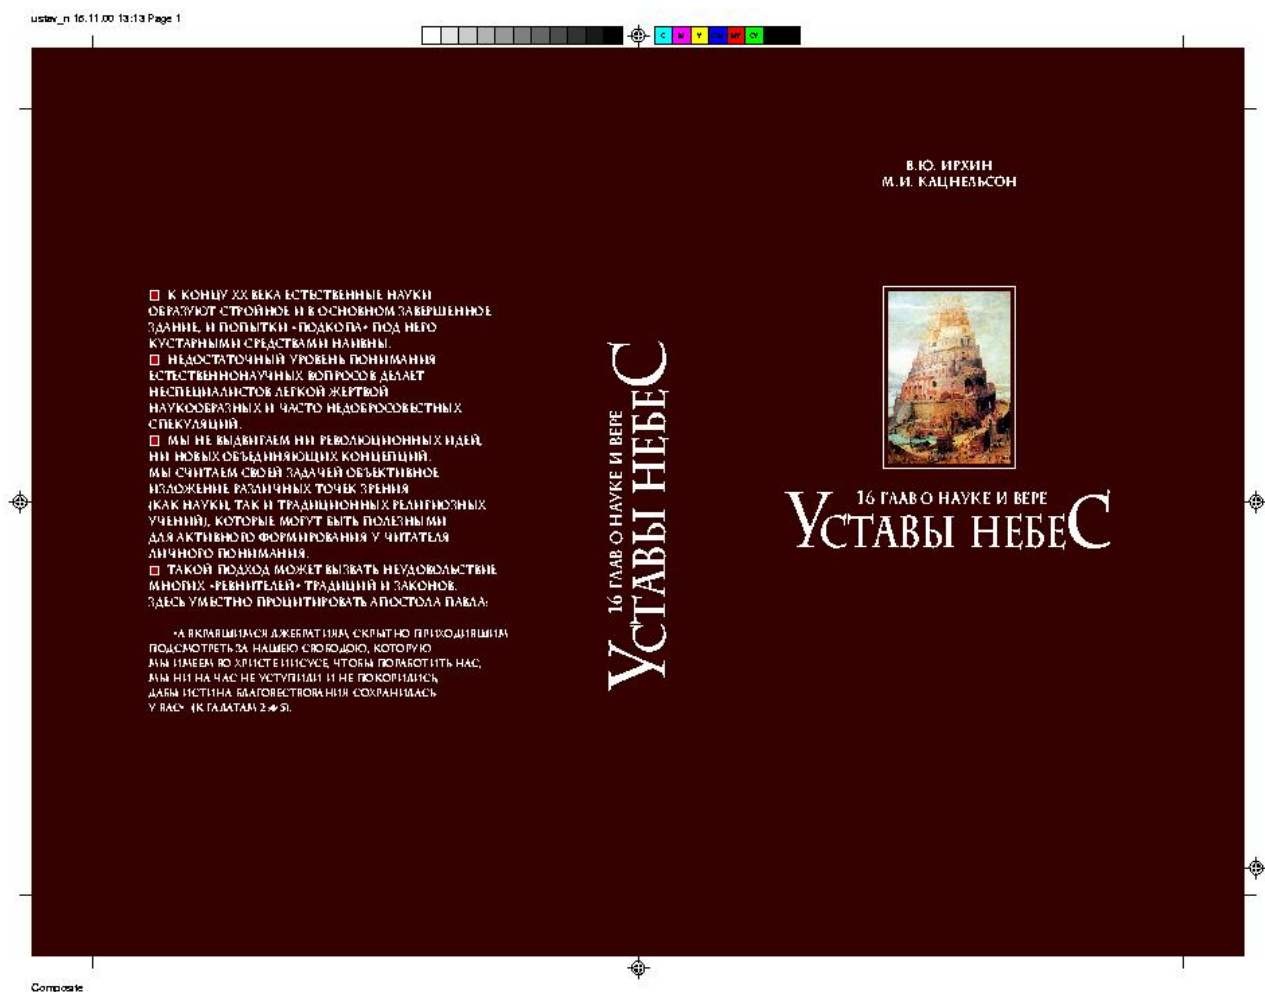 ustav_n 16.11.00 13:13 Page 1
C M Y CM MY CY
В.Ю. ИРХИН
М.И. КАЦНЕЛЬСОН
К КОНЦУ XX ВЕКА ЕСТЕСТВЕННЫЕ НАУКИ
ОБРАЗУЮТ СТРОЙНОЕ И В ОСНОВНОМ ЗАВЕРШЕННОЕ
ЗДАНИЕ, И ПОПЫТКИ «ПОДКОПА» ПОД НЕГО
КУСТАРНЫМИ СРЕДСТВАМИ НАИВНЫ.
НЕДОСТАТОЧНЫЙ УРОВЕНЬ ПОНИМАНИЯ
ЕСТЕСТВЕННОНАУЧНЫХ ВОПРОСОВ ДЕЛАЕТ
НЕСПЕЦИАЛИСТОВ ЛЕГКОЙ ЖЕРТВОЙ
НАУКООБРАЗНЫХ И ЧАСТО НЕДОБРОСОВЕСТНЫХ
СПЕКУЛЯЦИЙ.
МЫ НЕ ВЫДВИГАЕМ НИ РЕВОЛЮЦИОННЫХ ИДЕЙ,
НИ НОВЫХ ОБЪЕДИНЯЮЩИХ КОНЦЕПЦИЙ.
МЫ СЧИТАЕМ СВОЕЙ ЗАДАЧЕЙ ОБЪЕКТИВНОЕ
ИЗЛОЖЕНИЕ РАЗЛИЧНЫХ ТОЧЕК ЗРЕНИЯ
(КАК НАУКИ, ТАК И ТРАДИЦИОННЫХ РЕЛИГИОЗНЫХ
УЧЕНИЙ), КОТОРЫЕ МОГУТ БЫТЬ ПОЛЕЗНЫМИ
ДЛЯ АКТИВНОГО ФОРМИРОВАНИЯ У ЧИТАТЕЛЯ
ЛИЧНОГО ПОНИМАНИЯ.
ТАКОЙ ПОДХОД МОЖЕТ ВЫЗВАТЬ НЕУДОВОЛЬСТВИЕ
МНОГИХ «РЕВНИТЕЛЕЙ» ТРАДИЦИЙ И ЗАКОНОВ.
ЗДЕСЬ УМЕСТНО ПРОЦИТИРОВАТЬ АПОСТОЛА ПАВЛА:
«А ВКРАВШИМСЯ ЛЖЕБРАТИЯМ, СКРЫТНО ПРИХОДИВШИМ
ПОДСМОТРЕТЬ ЗА НАШЕЮ СВОБОДОЮ, КОТОРУЮ
МЫ ИМЕЕМ ВО ХРИСТЕ ИИСУСЕ, ЧТОБЫ ПОРАБОТИТЬ НАС,
МЫ НИ НА ЧАС НЕ УСТУПИЛИ И НЕ ПОКОРИЛИСЬ,
ДАБЫ ИСТИНА БЛАГОВЕСТВОВАНИЯ СОХРАНИЛАСЬ
У ВАС» (К ГАЛАТАМ 2:4-5).
16 ГЛАВ О НАУКЕ И ВЕРЕ
УСТАВЫ НЕБЕС
16 ГЛАВ О НАУКЕ И ВЕРЕ
УСТАВЫ НЕБЕС
Composite